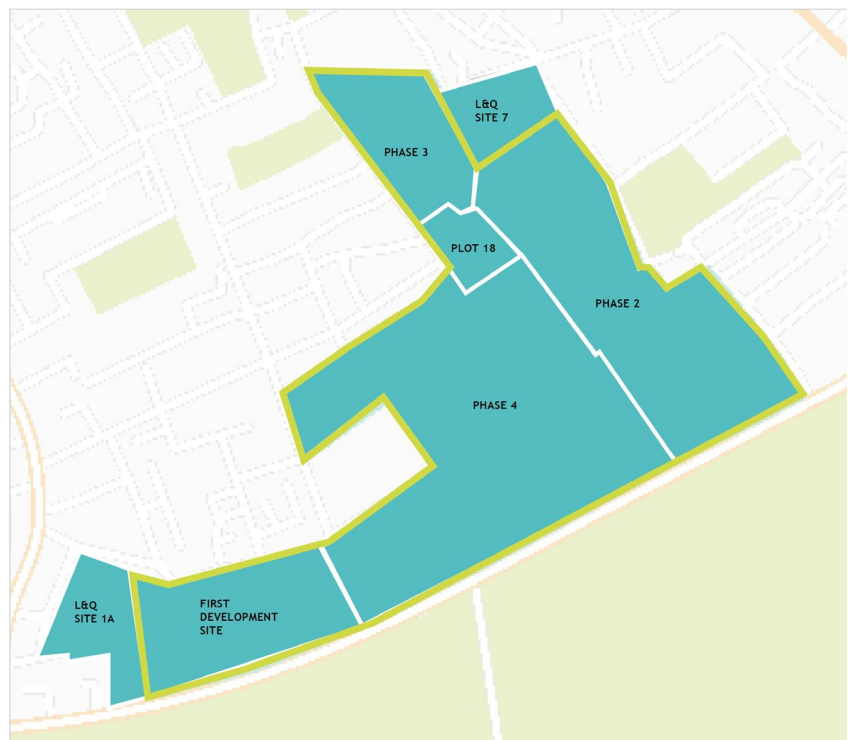 L&Q
SITE 7
PHASE 3
PLOT 18
PHASE 2
PHASE 4
L&Q
SITE 1A
FIRST
DEVELOPMENT
SITE